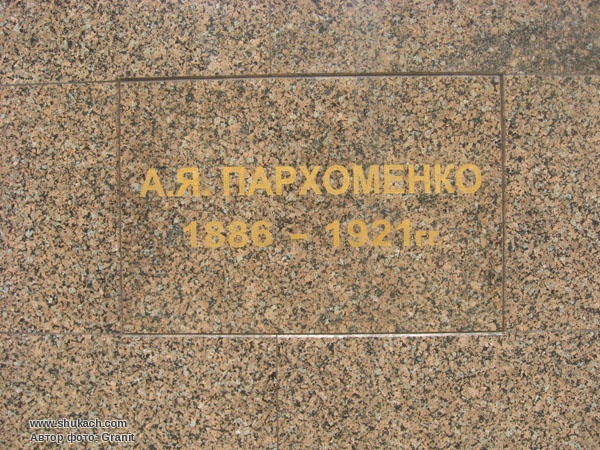 А.Я. ПАРХОМЕНКО
1886 – 1921гг.
www.shukach.com
Автор фото: Granit